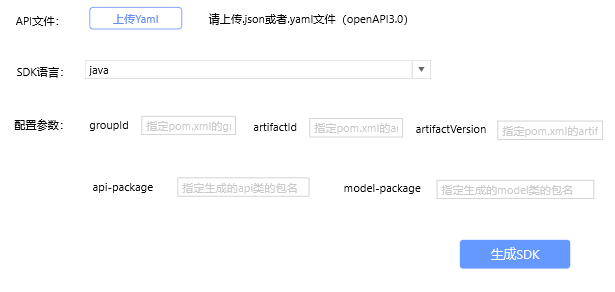 API文件： 上传Yaml 请上传.json或者.yaml文件（openAPI3.0）
SDK语言： java
配置参数： groupId 指定pom.xml的gr artifactId 指定pom.xml的ar artifactVersion 指定pom.xml的artif
api-package 指定生成的api类的包名 model-package 指定生成的model类的包名
生成SDK